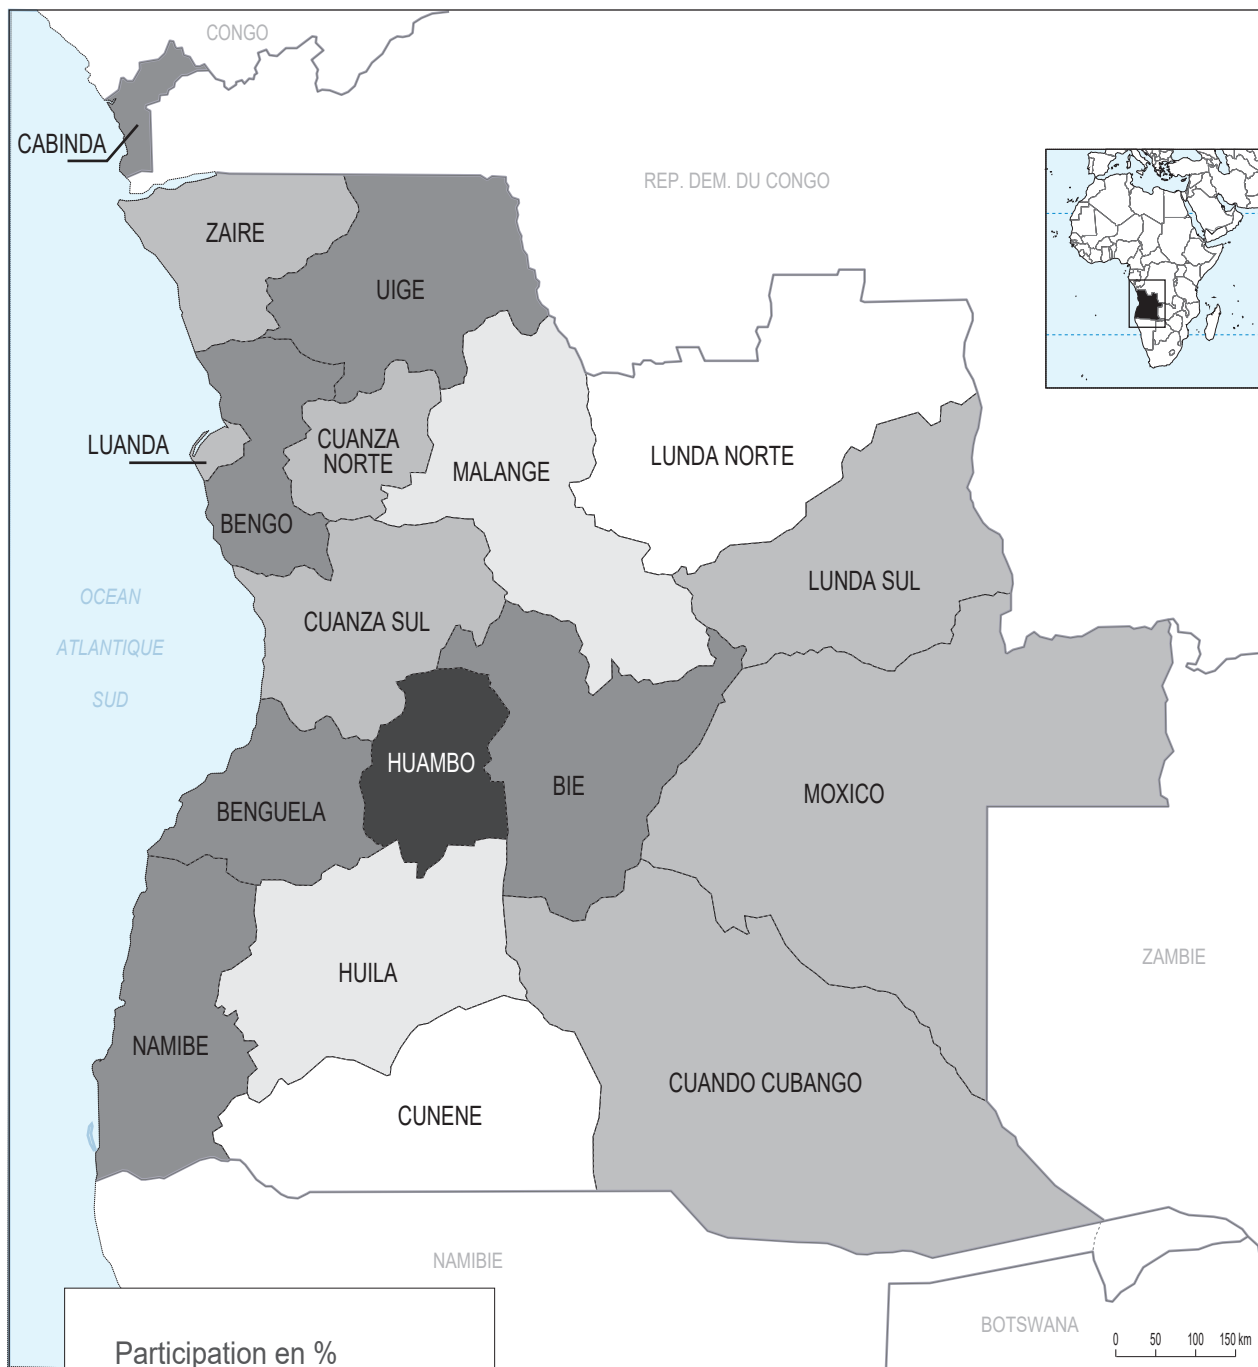 CONGO
CABINDA
REP. DEM. DU CONGO
ZAIRE
UIGE
LUANDA
CUANZA
NORTE
MALANGE
LUNDA NORTE
BENGO
LUNDA SUL
OCEAN
ATLANTIQUE
SUD
CUANZA SUL
HUAMBO
BIE
MOXICO
BENGUELA
ZAMBIE
HUILA
NAMIBE
CUANDO CUBANGO
CUNENE
NAMIBIE
BOTSWANA
0 50 100 150 km
Participation en %